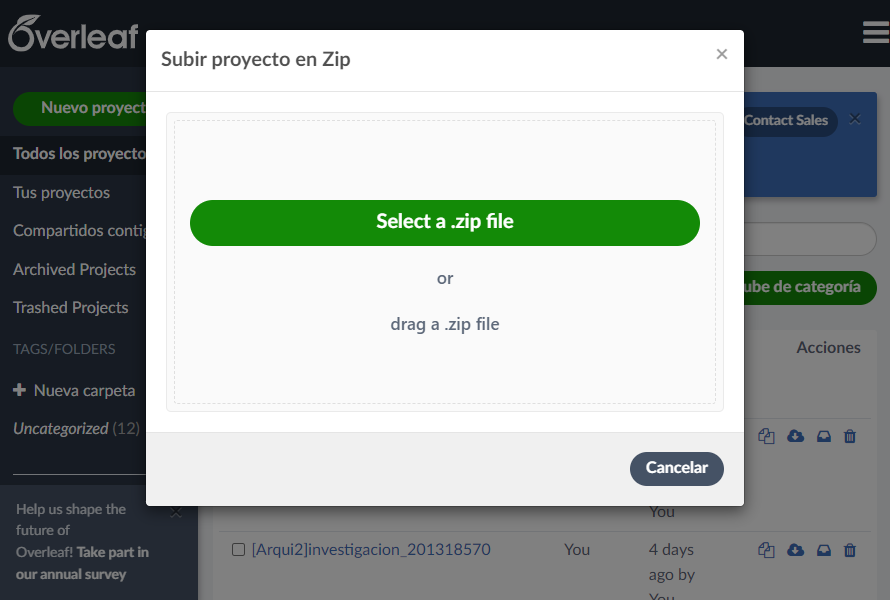 Overleaf
Subir proyecto en Zip
×
Nuevo proyect
Contact Sales
Todos los proyecto
Tus proyectos
Select a .zip file
Compartidos contig
Archived Projects
or
ube de categoría
Trashed Projects
drag a .zip file
TAGS/FOLDERS
Acciones
Nueva carpeta
Uncategorized (12)
Cancelar
Help us shape the
future of
Overleaf! Take part in
our annual survey
You
[Arqui2]investigacion_201318570 You 4 days
ago by
You